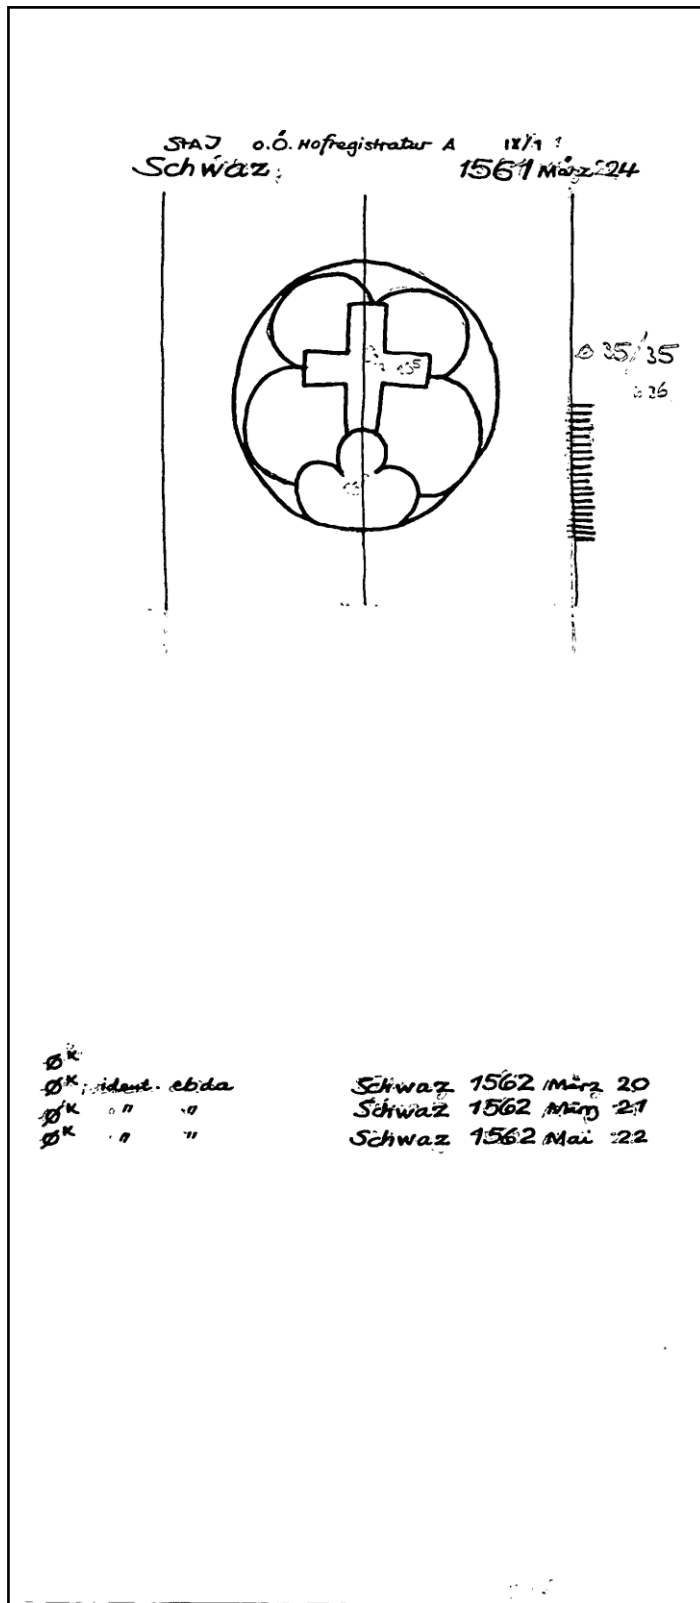 STAJ o.Ö. Hofregistratur A IX/1
Schwaz 1561 März 24
ø 35/35
26
13⁵
Ø K
Ø K ident. ebda Schwaz 1562 März 20
Ø K " " Schwaz 1562 März 21
Ø K " " Schwaz 1562 Mai 22